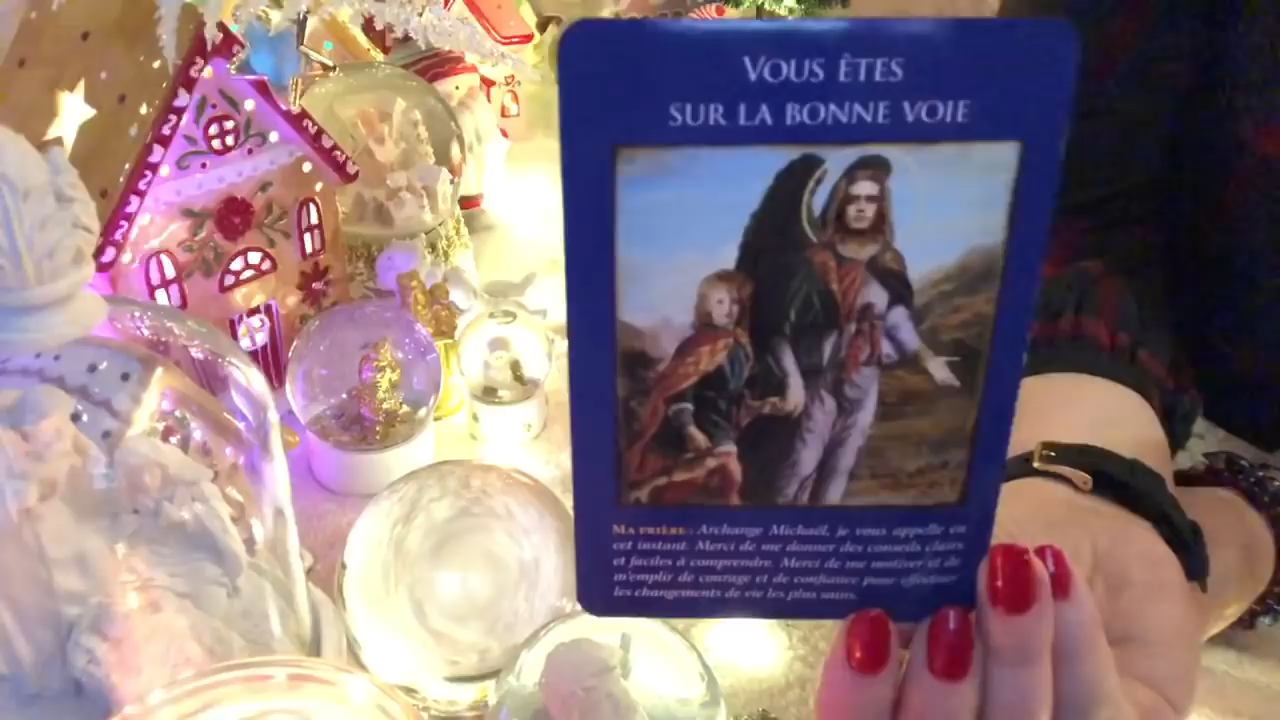 VOUS ÊTES
SUR LA BONNE VOIE
MA PRIÈRE : Archange Michaël, je vous appelle en
cet instant. Merci de me donner des conseils clairs
et faciles à comprendre. Merci de me motiver et de
m'emplir de courage et de confiance pour effectuer
les changements de vie les plus sains.